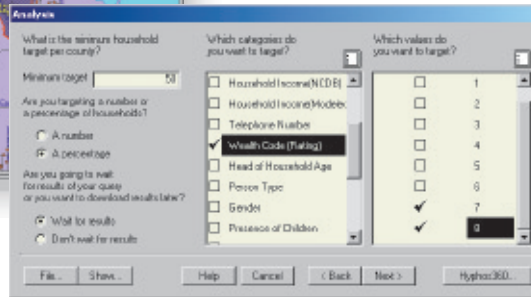 Analysis
What is the minimum household
target per county?
Minimum target
50
Are you targeting a number or
a percentage of households?
A number
A percentage
Are you going to wait
for results of your query
or you want to download results later?
Wait for results
Don't wait for results
Which categories do
you want to target?
Household Income(NCDB)
Household Income(Modeled
Telephone Number
Wealth Code (Rating)
Head of Household Age
Person Type
Gender
Presence of Children
Which values do
you want to target?
1
2
3
4
5
6
7
8
File...
Show...
Help
Cancel
< Back
Next >
Hyphos360...